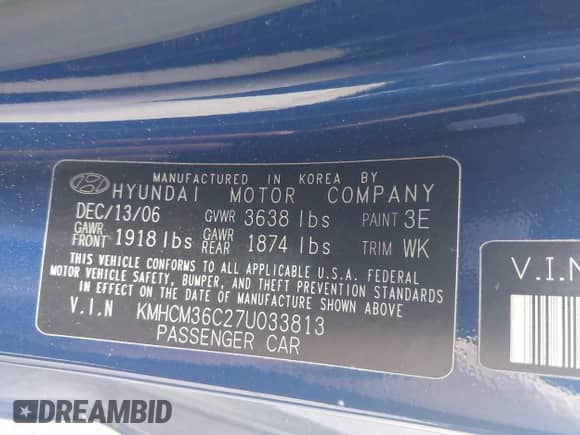 MANUFACTURED IN KOREA BY
HYUNDAI MOTOR COMPANY
DEC/13/06 GVWR 3638 lbs PAINT 3E
GAWR FRONT 1918 lbs GAWR REAR 1874 lbs TRIM WK
THIS VEHICLE CONFORMS TO ALL APPLICABLE U.S.A. FEDERAL
MOTOR VEHICLE SAFETY, BUMPER, AND THEFT PREVENTION STANDARDS
IN EFFECT ON THE DATE OF MANUFACTURE SHOWN ABOVE
V.I.N KMHCM36C27U033813
PASSENGER CAR
V.I.N
DREAMBID